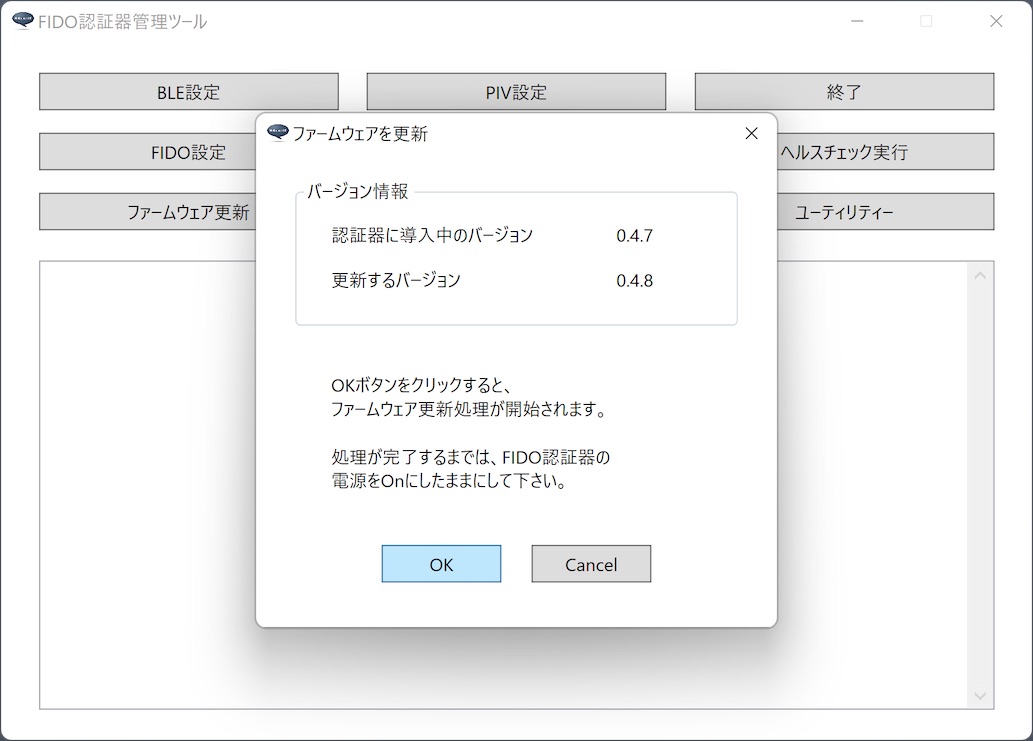 FIDO認証器管理ツール
BLE設定
PIV設定
終了
FIDO設定
ヘルスチェック実行
ファームウェア更新
ユーティリティー
ファームウェアを更新
バージョン情報
認証器に導入中のバージョン 0.4.7
更新するバージョン 0.4.8
OKボタンをクリックすると、
ファームウェア更新処理が開始されます。
処理が完了するまでは、FIDO認証器の
電源をOnにしたままにして下さい。
OK
Cancel